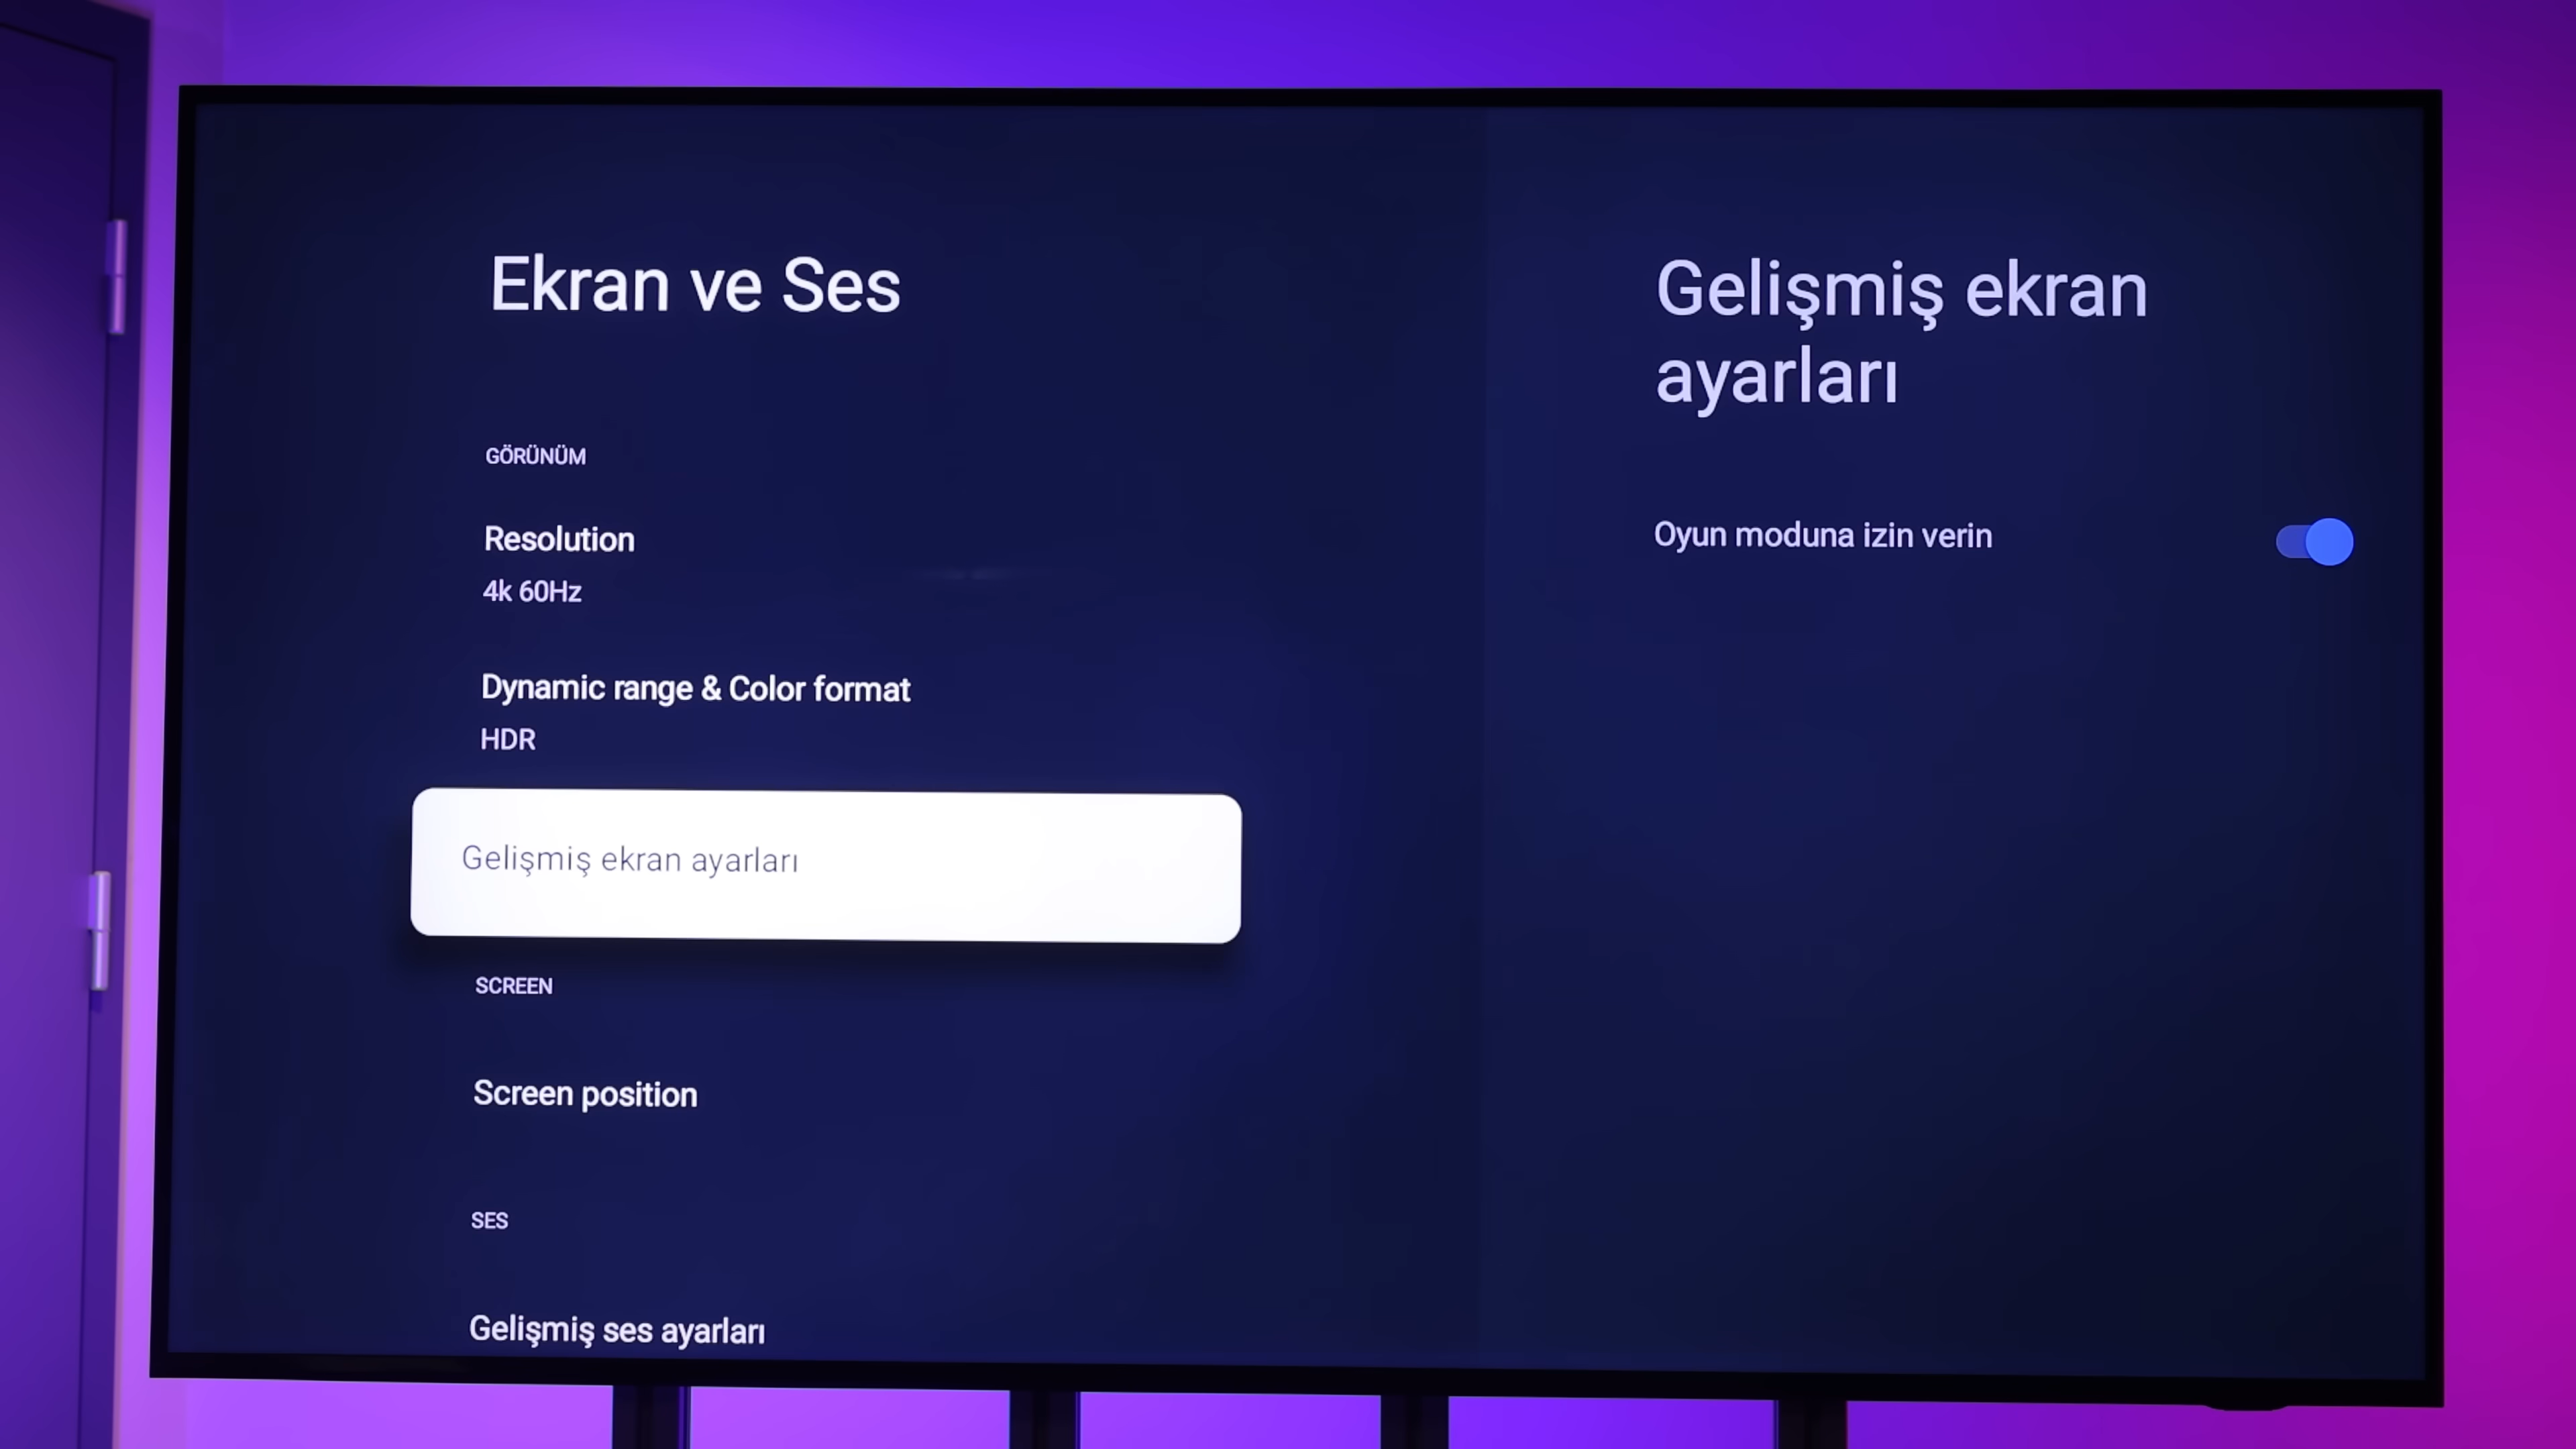 Ekran ve Ses
GÖRÜNÜM
Resolution
4k 60Hz
Dynamic range & Color format
HDR
Gelişmiş ekran ayarları
SCREEN
Screen position
SES
Gelişmiş ses ayarları
Gelişmiş ekran
ayarları
Oyun moduna izin verin